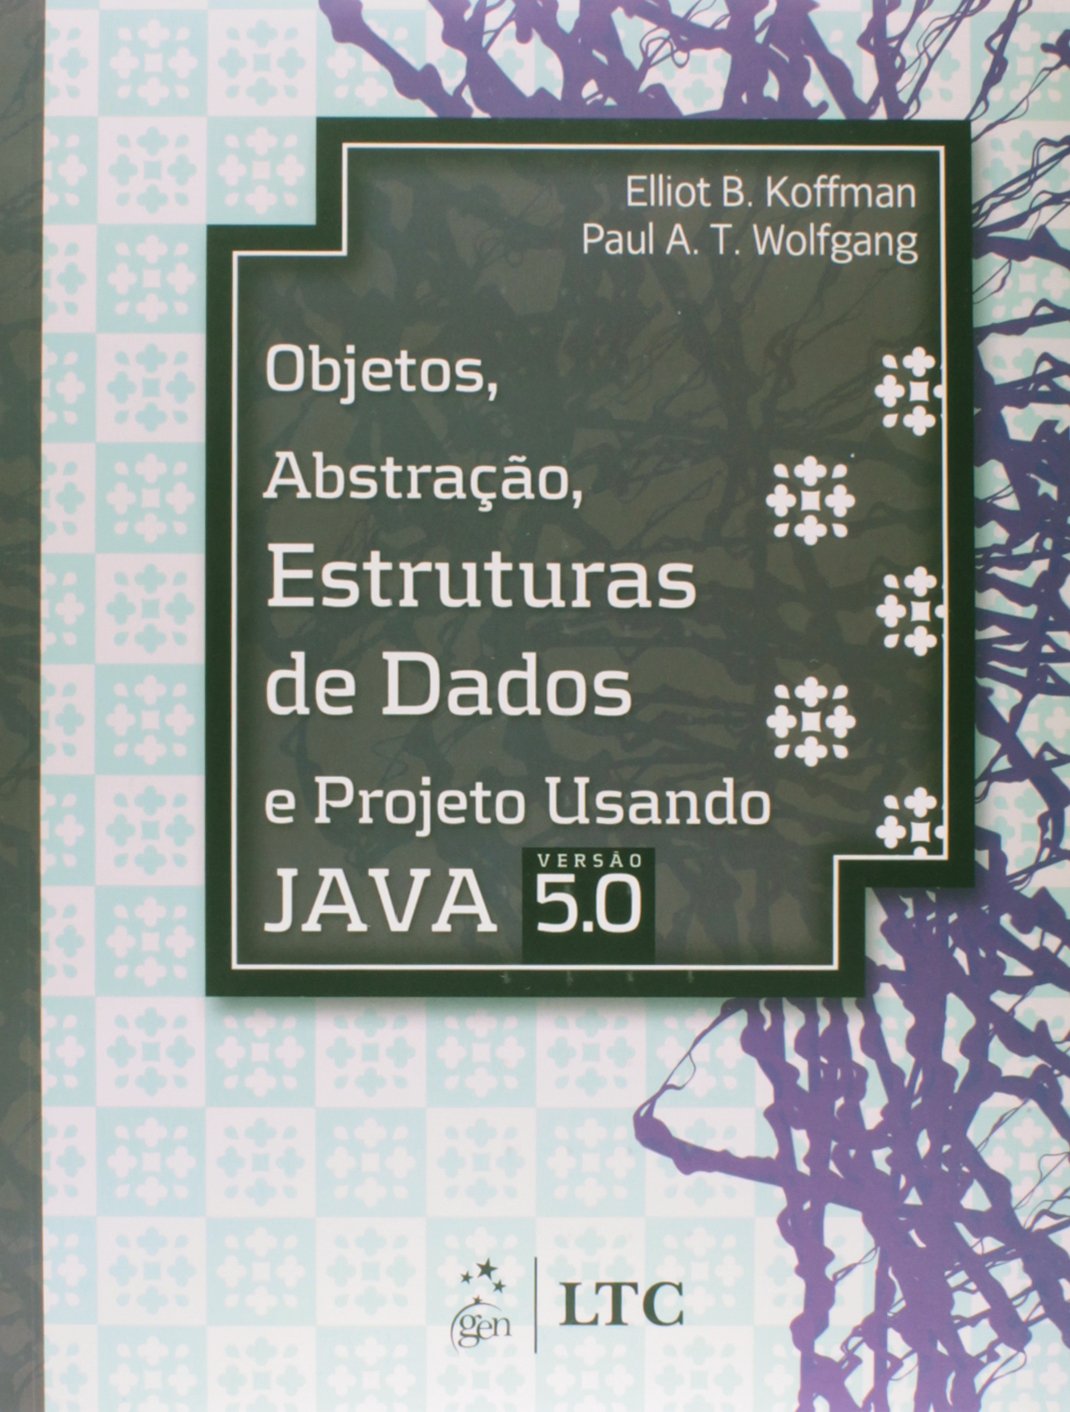 Elliot B. Koffman
Paul A. T. Wolfgang
Objetos,
Abstração,
Estruturas
de Dados
e Projeto Usando
JAVA VERSÃO 5.0
gen LTC